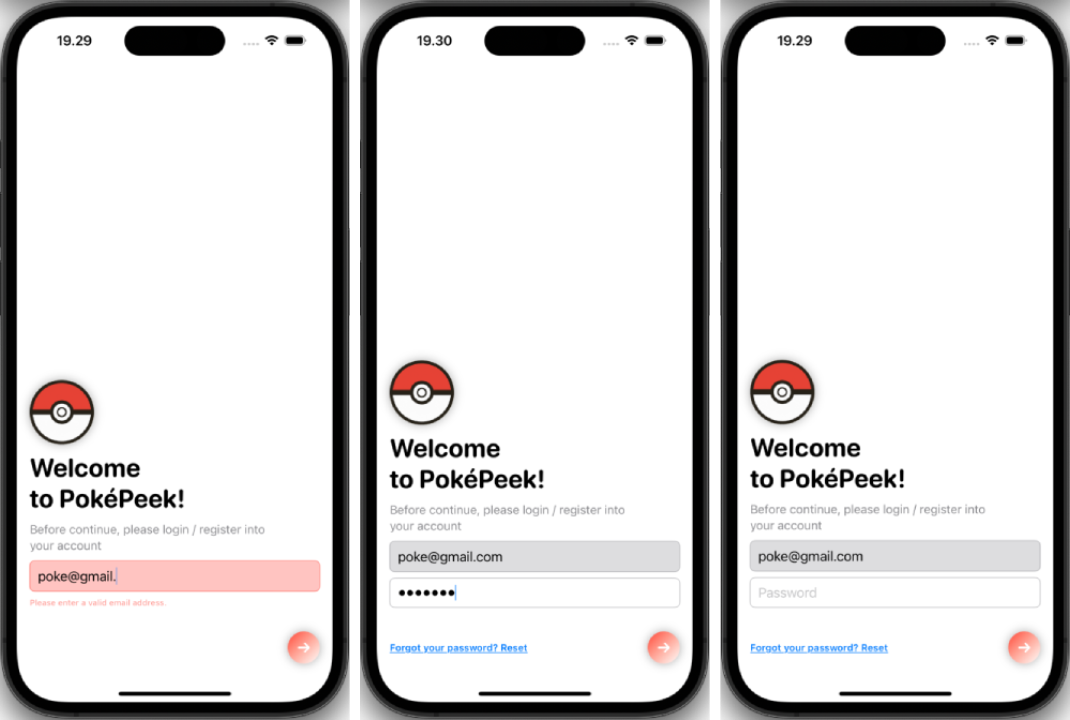 19.29
Welcome
to PokéPeek!
Before continue, please login / register into
your account
poke@gmail.
Please enter a valid email address.
19.30
Welcome
to PokéPeek!
Before continue, please login / register into
your account
poke@gmail.com
•••••••
Forgot your password? Reset
19.29
Welcome
to PokéPeek!
Before continue, please login / register into
your account
poke@gmail.com
Password
Forgot your password? Reset